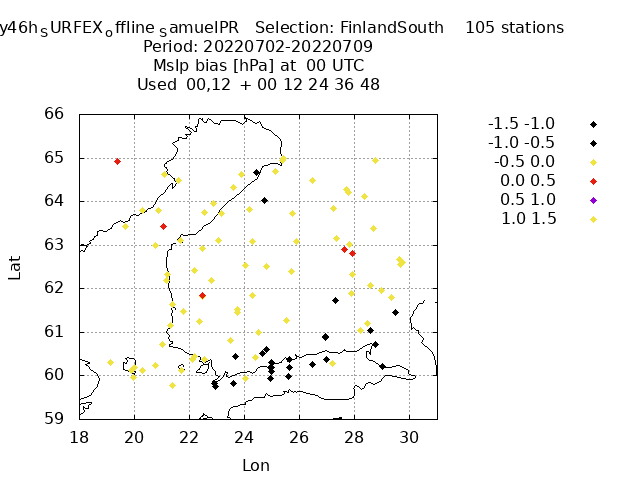 y46h_SURFEX_offline_SamuelPR Selection: FinlandSouth 105 stations
Period: 20220702-20220709
Mslp bias [hPa] at 00 UTC
Used 00,12 + 00 12 24 36 48
66
65
64
63
62
61
60
59
18 20 22 24 26 28 30
Lat
Lon
-1.5 -1.0
-1.0 -0.5
-0.5 0.0
0.0 0.5
0.5 1.0
1.0 1.5